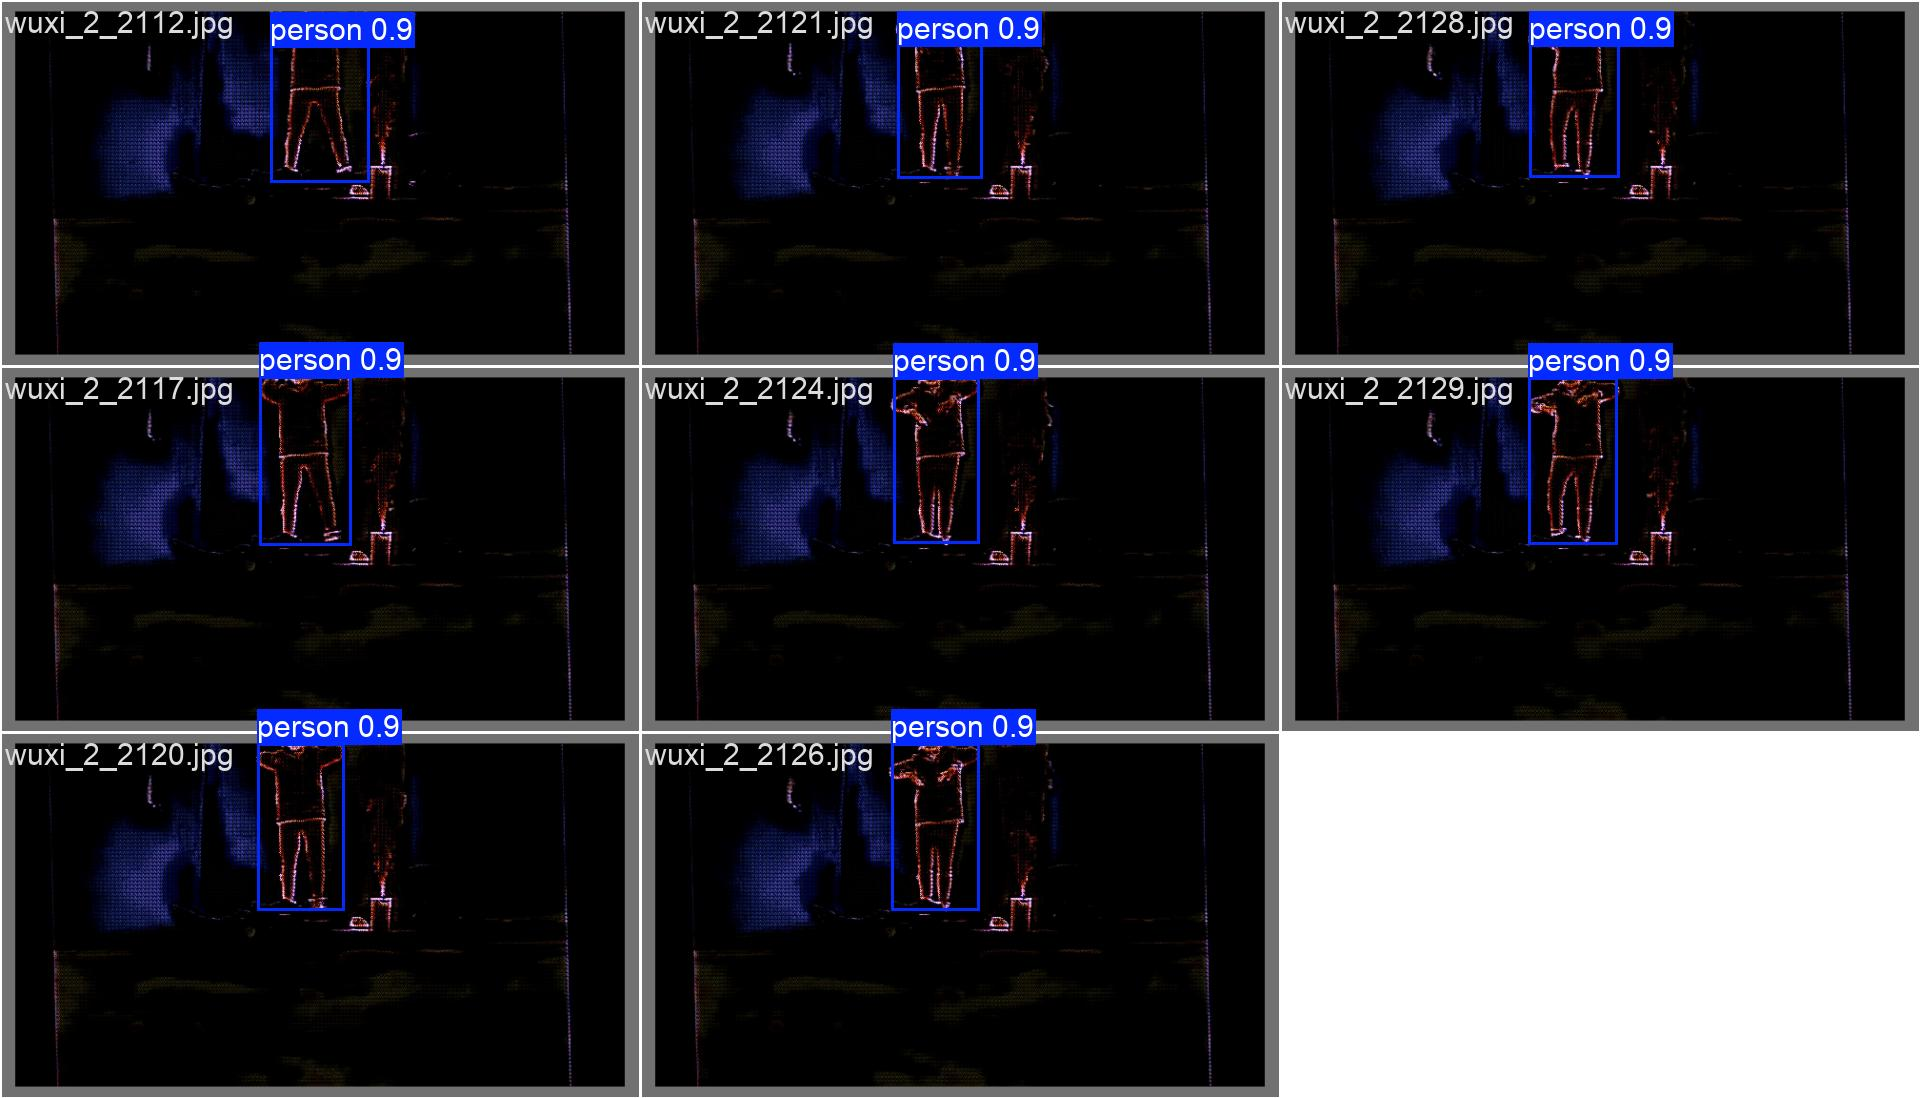 wuxi_2_2112.jpg
person 0.9
wuxi_2_2121.jpg
person 0.9
wuxi_2_2128.jpg
person 0.9
wuxi_2_2117.jpg
person 0.9
wuxi_2_2124.jpg
person 0.9
wuxi_2_2129.jpg
person 0.9
wuxi_2_2120.jpg
person 0.9
wuxi_2_2126.jpg
person 0.9